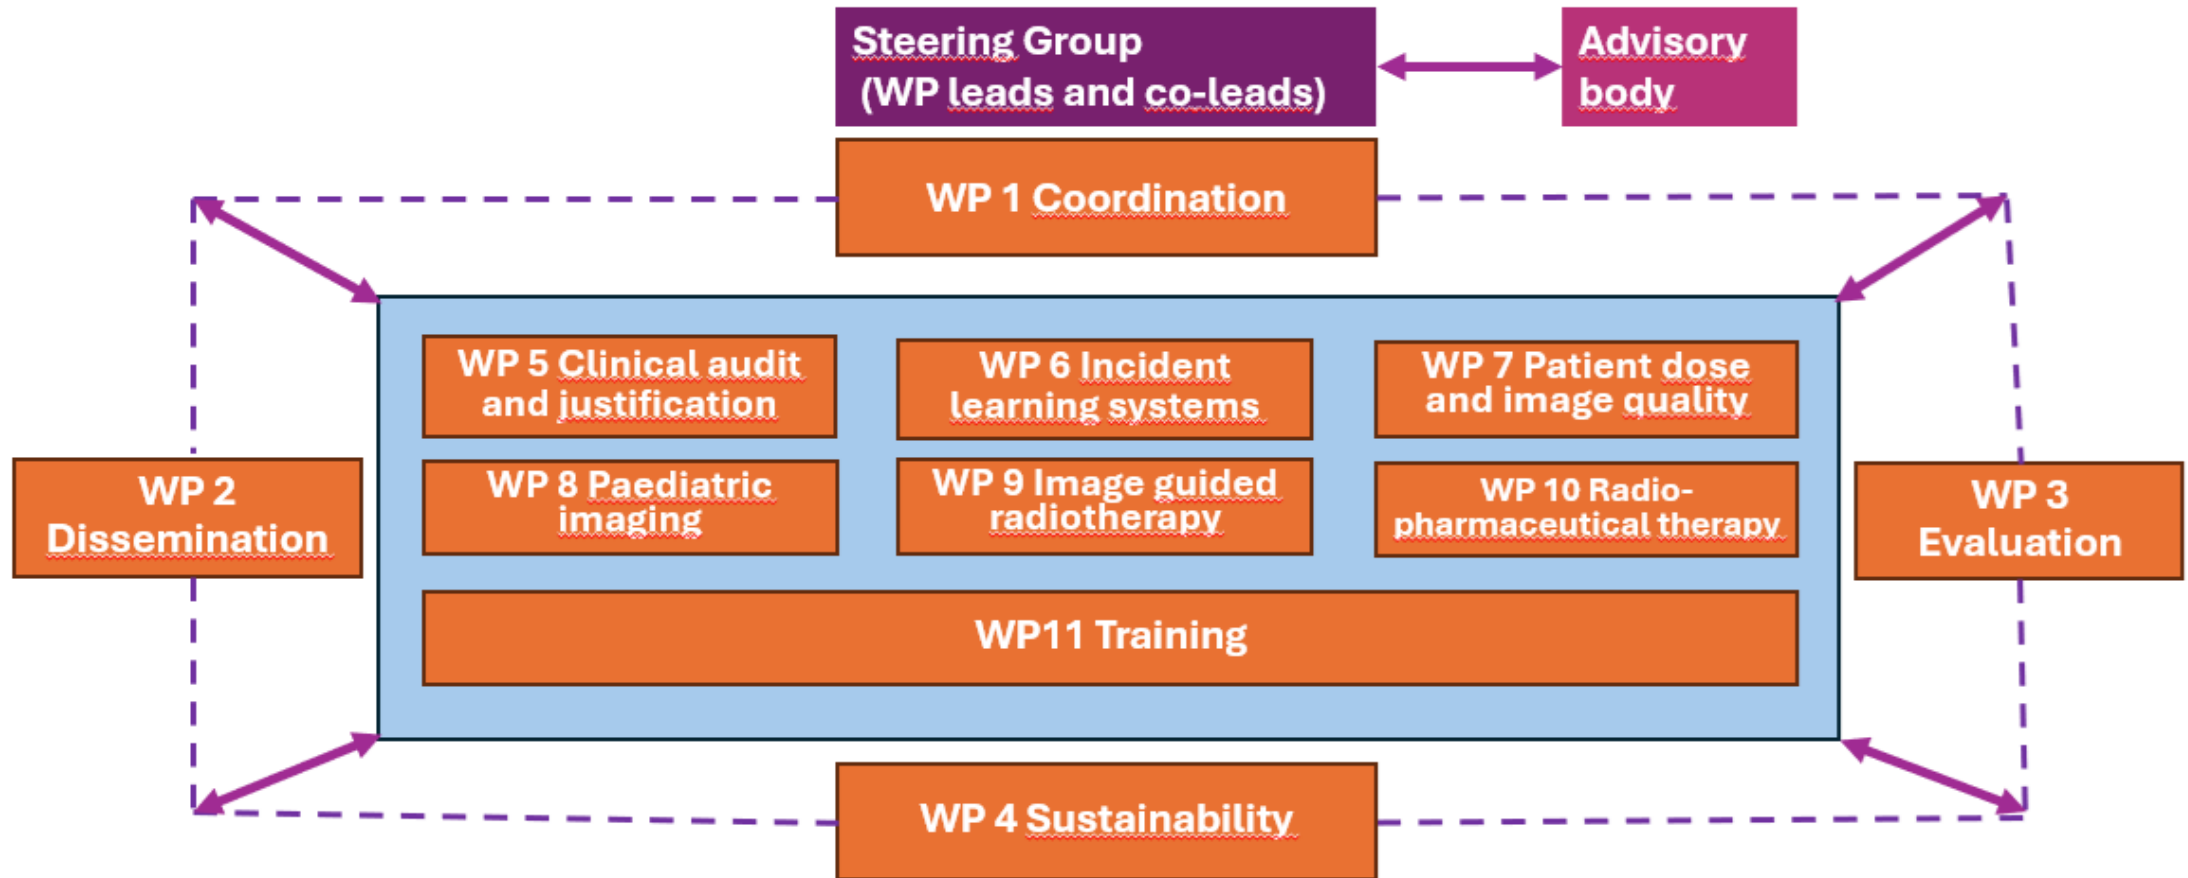 Steering Group
(WP leads and co-leads)
Advisory
body
WP 1 Coordination
WP 5 Clinical audit
and justification
WP 6 Incident
learning systems
WP 7 Patient dose
and image quality
WP 2
Dissemination
WP 8 Paediatric
imaging
WP 9 Image guided
radiotherapy
WP 10 Radio-
pharmaceutical therapy
WP 3
Evaluation
WP11 Training
WP 4 Sustainability